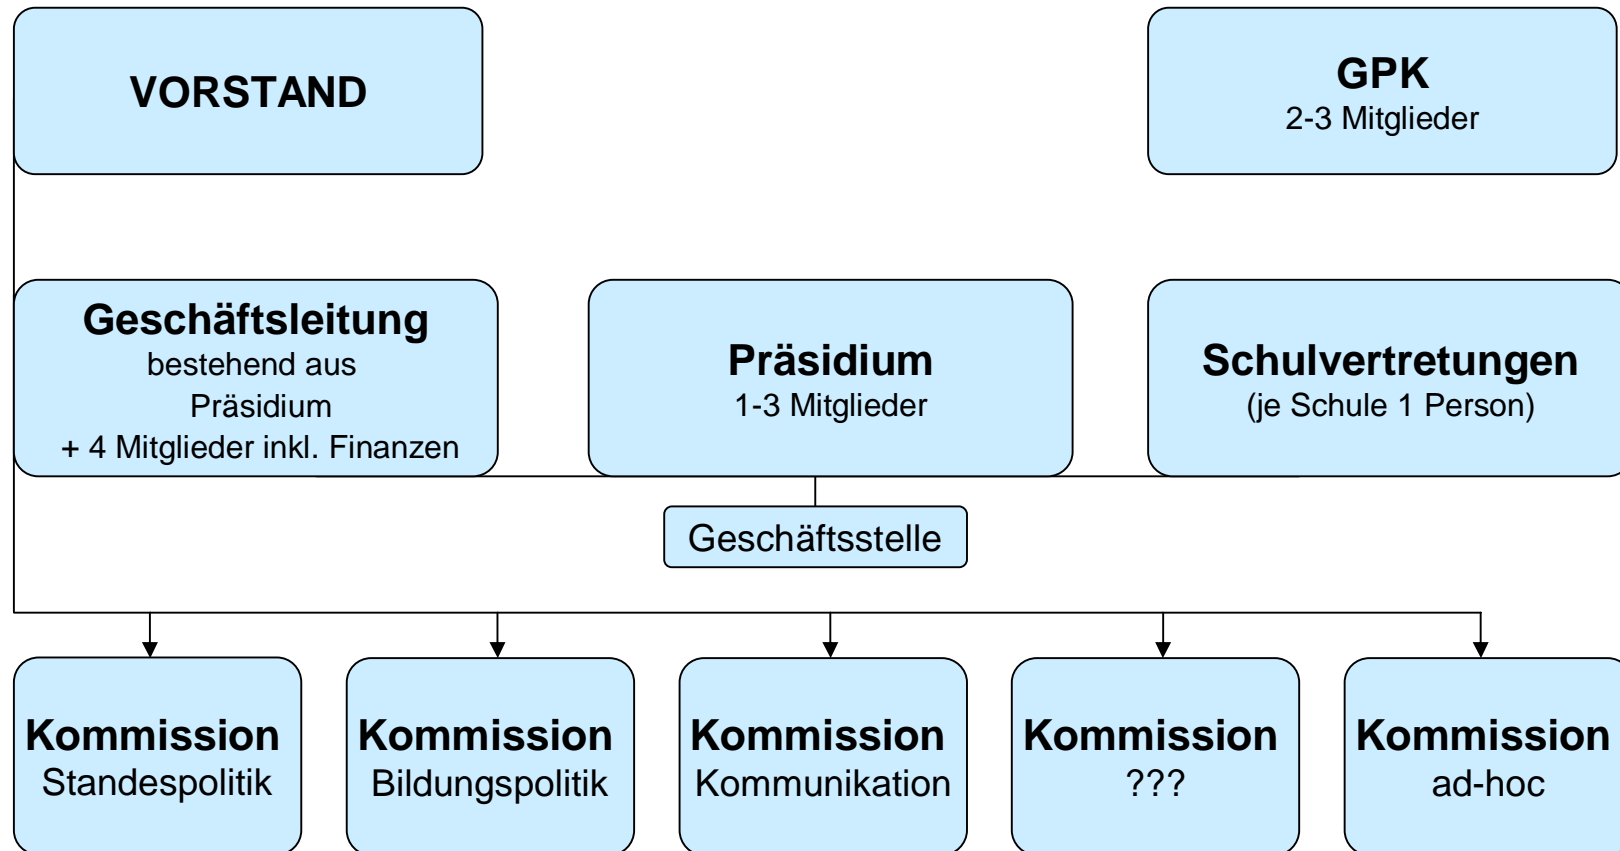 VORSTAND
GPK
2-3 Mitglieder
Geschäftsleitung
bestehend aus
Präsidium
+ 4 Mitglieder inkl. Finanzen
Präsidium
1-3 Mitglieder
Schulvertretungen
(je Schule 1 Person)
Geschäftsstelle
Kommission
Standespolitik
Kommission
Bildungspolitik
Kommission
Kommunikation
Kommission
???
Kommission
ad-hoc